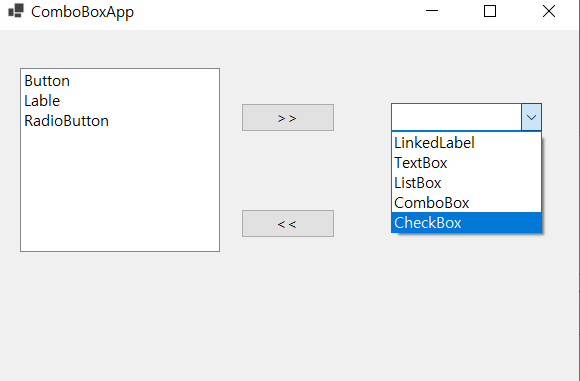 ComboBoxApp
Button
Lable
RadioButton
>>
<<
LinkedLabel
TextBox
ListBox
ComboBox
CheckBox